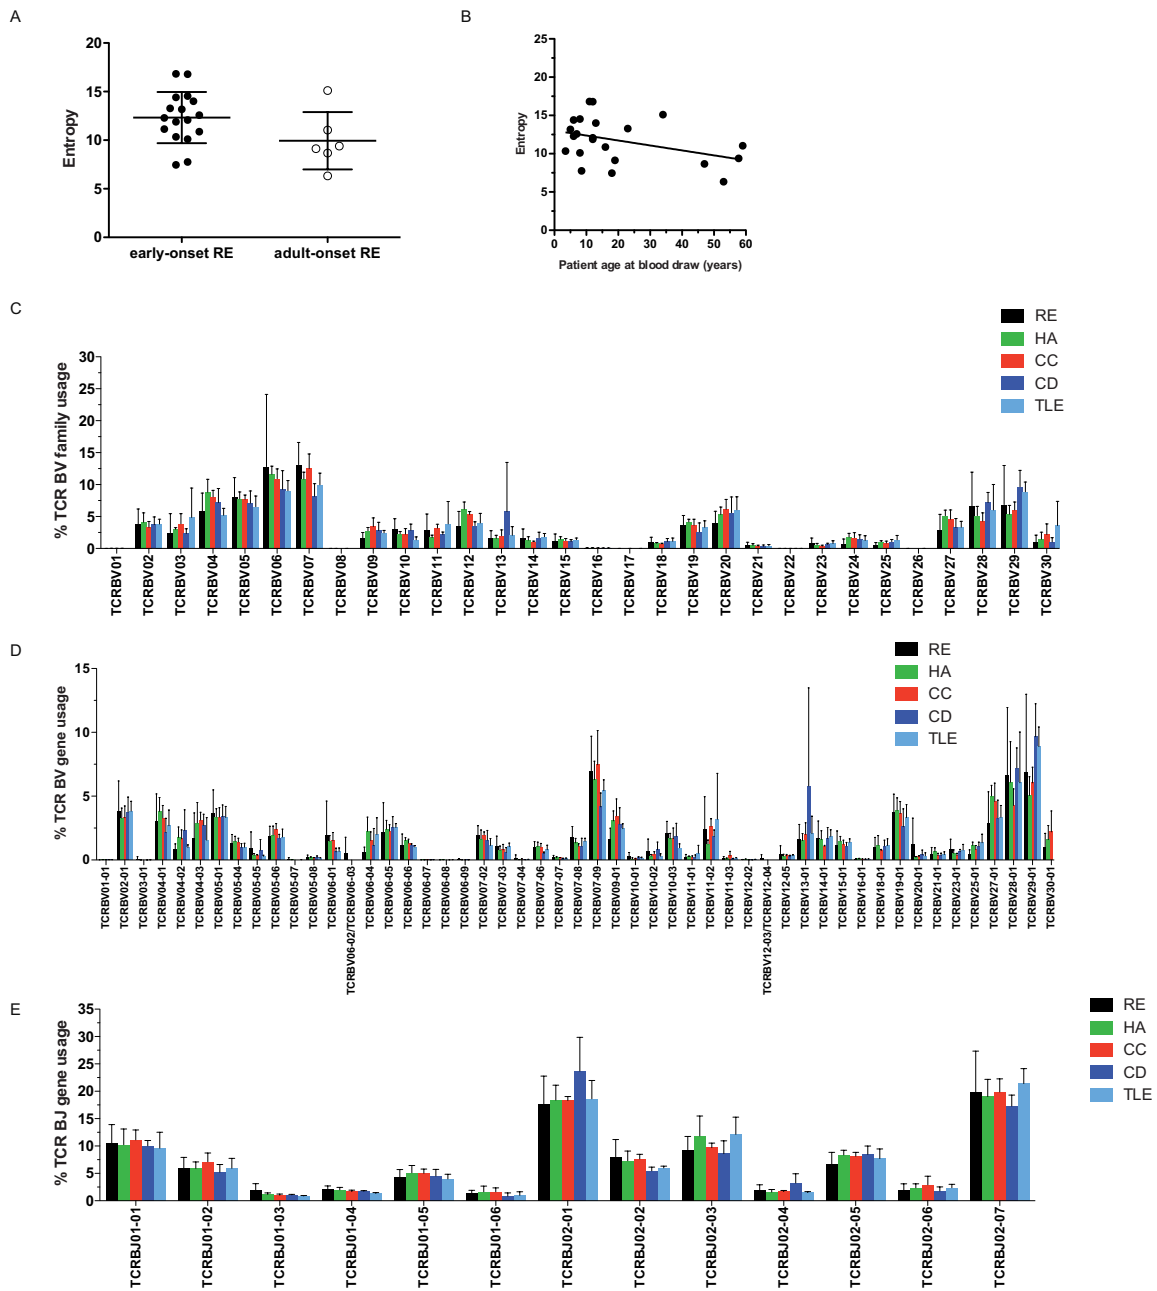 A
20
15
10
5
0
Entropy
early-onset RE
adult-onset RE
B
25
20
15
10
5
0
Entropy
0
10
20
30
40
50
60
Patient age at blood draw (years)
C
RE
HA
CC
CD
TLE
30
25
20
15
10
5
0
% TCR BV family usage
TCRBV01
TCRBV02
TCRBV03
TCRBV04
TCRBV05
TCRBV06
TCRBV07
TCRBV08
TCRBV09
TCRBV10
TCRBV11
TCRBV12
TCRBV13
TCRBV14
TCRBV15
TCRBV16
TCRBV17
TCRBV18
TCRBV19
TCRBV20
TCRBV21
TCRBV22
TCRBV23
TCRBV24
TCRBV25
TCRBV26
TCRBV27
TCRBV28
TCRBV29
TCRBV30
D
RE
HA
CC
CD
TLE
15
10
5
0
% TCR BV gene usage
TCRBV01-01
TCRBV02-01
TCRBV03-01
TCRBV04-01
TCRBV04-02
TCRBV04-03
TCRBV05-01
TCRBV05-04
TCRBV05-05
TCRBV05-06
TCRBV05-07
TCRBV05-08
TCRBV06-01
TCRBV06-02/TCRBV06-03
TCRBV06-04
TCRBV06-05
TCRBV06-06
TCRBV06-07
TCRBV06-08
TCRBV06-09
TCRBV07-02
TCRBV07-03
TCRBV07-04
TCRBV07-06
TCRBV07-07
TCRBV07-08
TCRBV07-09
TCRBV09-01
TCRBV10-01
TCRBV10-02
TCRBV10-03
TCRBV11-01
TCRBV11-02
TCRBV11-03
TCRBV12-02
TCRBV12-03/TCRBV12-04
TCRBV12-05
TCRBV13-01
TCRBV14-01
TCRBV15-01
TCRBV16-01
TCRBV18-01
TCRBV19-01
TCRBV20-01
TCRBV21-01
TCRBV23-01
TCRBV25-01
TCRBV27-01
TCRBV28-01
TCRBV29-01
TCRBV30-01
E
RE
HA
CC
CD
TLE
35
30
25
20
15
10
5
0
% TCR BJ gene usage
TCRBJ01-01
TCRBJ01-02
TCRBJ01-03
TCRBJ01-04
TCRBJ01-05
TCRBJ01-06
TCRBJ02-01
TCRBJ02-02
TCRBJ02-03
TCRBJ02-04
TCRBJ02-05
TCRBJ02-06
TCRBJ02-07